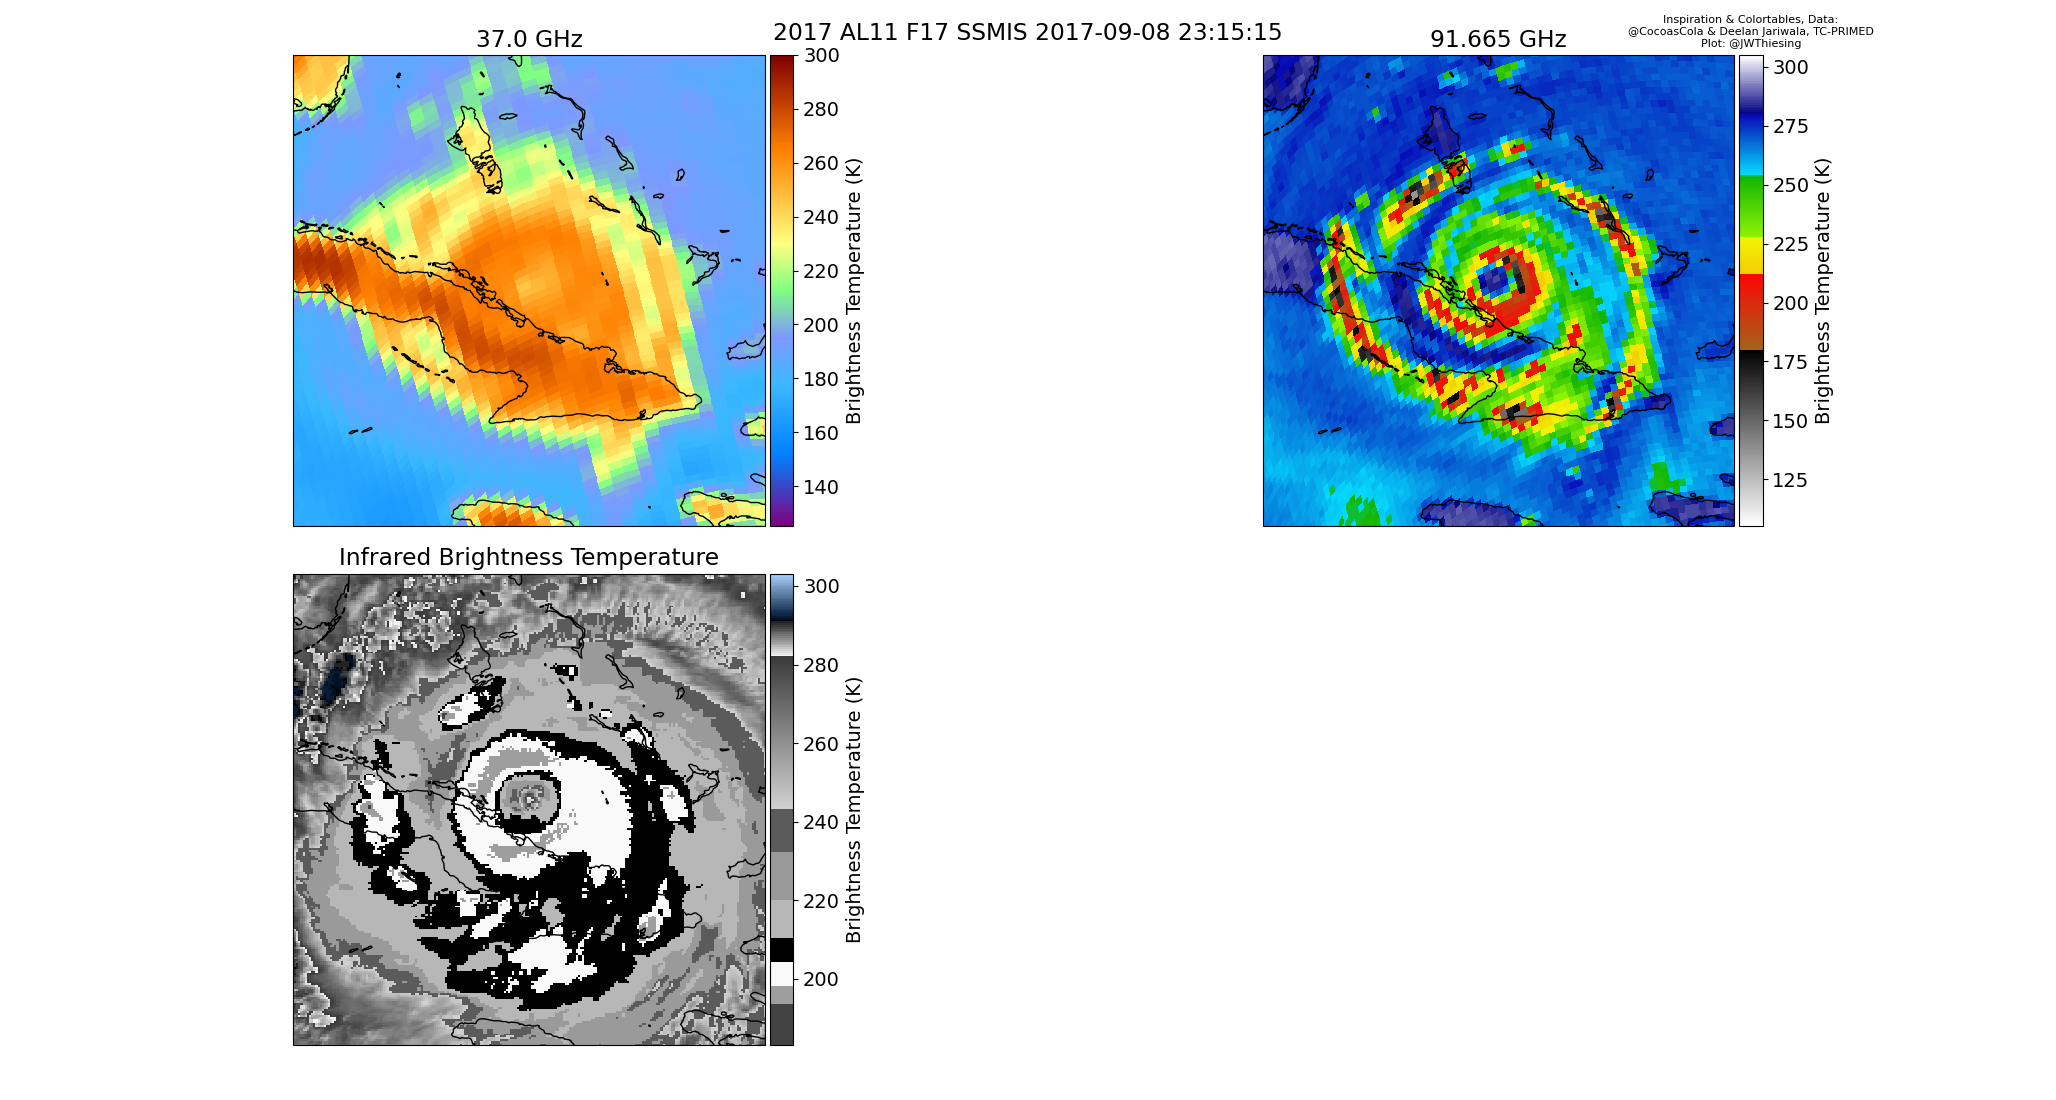 2017 AL11 F17 SSMIS 2017-09-08 23:15:15
Inspiration & Colortables, Data:
@CocoasCola & Deelan Jariwala, TC-PRIMED
Plot: @JWThiesing
37.0 GHz
300
280
260
240
220
200
180
160
140
Brightness Temperature (K)
91.665 GHz
300
275
250
225
200
175
150
125
Brightness Temperature (K)
Infrared Brightness Temperature
300
280
260
240
220
200
Brightness Temperature (K)